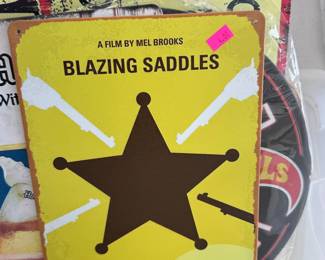 A FILM BY MEL BROOKS
BLAZING SADDLES